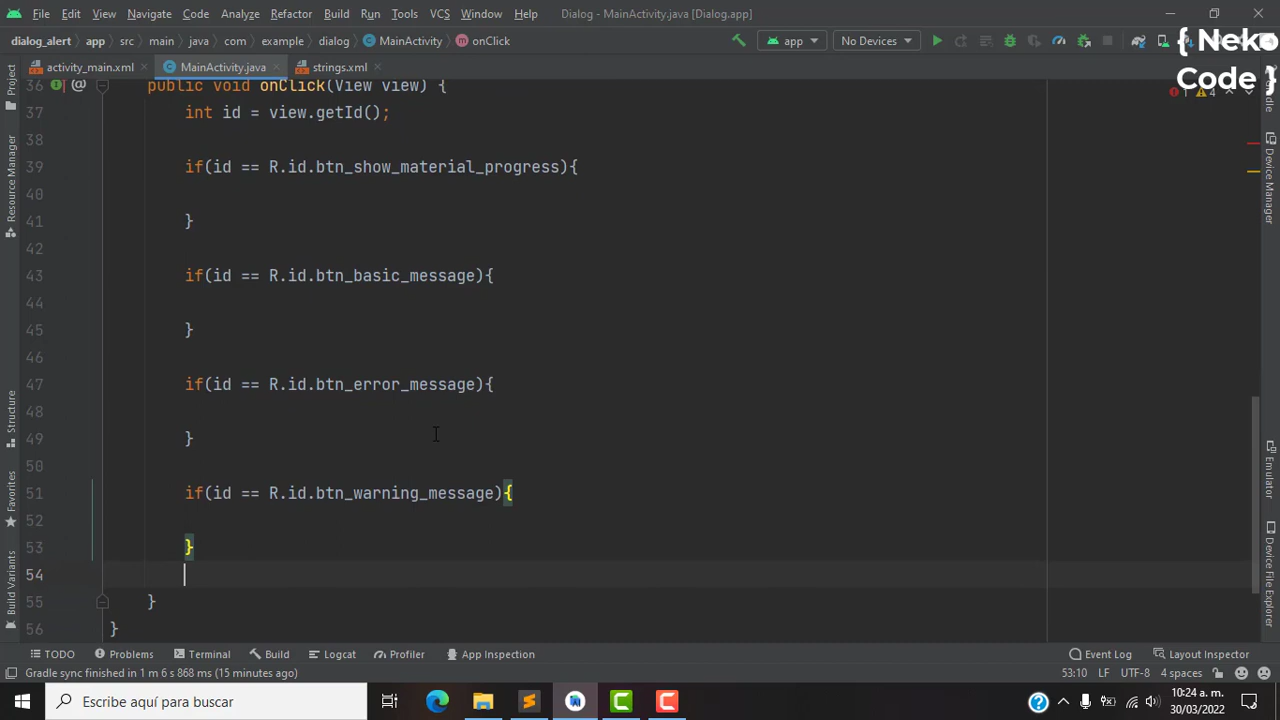 File Edit View Navigate Code Analyze Refactor Build Run Tools VCS Window Help Dialog - MainActivity.java [Dialog.app]
dialog_alert app src main java com example dialog MainActivity onClick app No Devices
{ Neko Code }
activity_main.xml MainActivity.java strings.xml
1 4
36 public void onClick(View view) {
37 int id = view.getId();
38
39 if(id == R.id.btn_show_material_progress){
40
41 }
42
43 if(id == R.id.btn_basic_message){
44
45 }
46
47 if(id == R.id.btn_error_message){
48
49 }
50
51 if(id == R.id.btn_warning_message){
52
53 }
54
55 }
56 }
Project
Resource Manager
Structure
Favorites
Build Variants
Device Manager
Emulator
Device File Explorer
TODO Problems Terminal Build Logcat Profiler App Inspection Event Log Layout Inspector
Gradle sync finished in 1 m 6 s 868 ms (15 minutes ago) 53:10 LF UTF-8 4 spaces
Escribe aquí para buscar
10:24 a. m.
30/03/2022